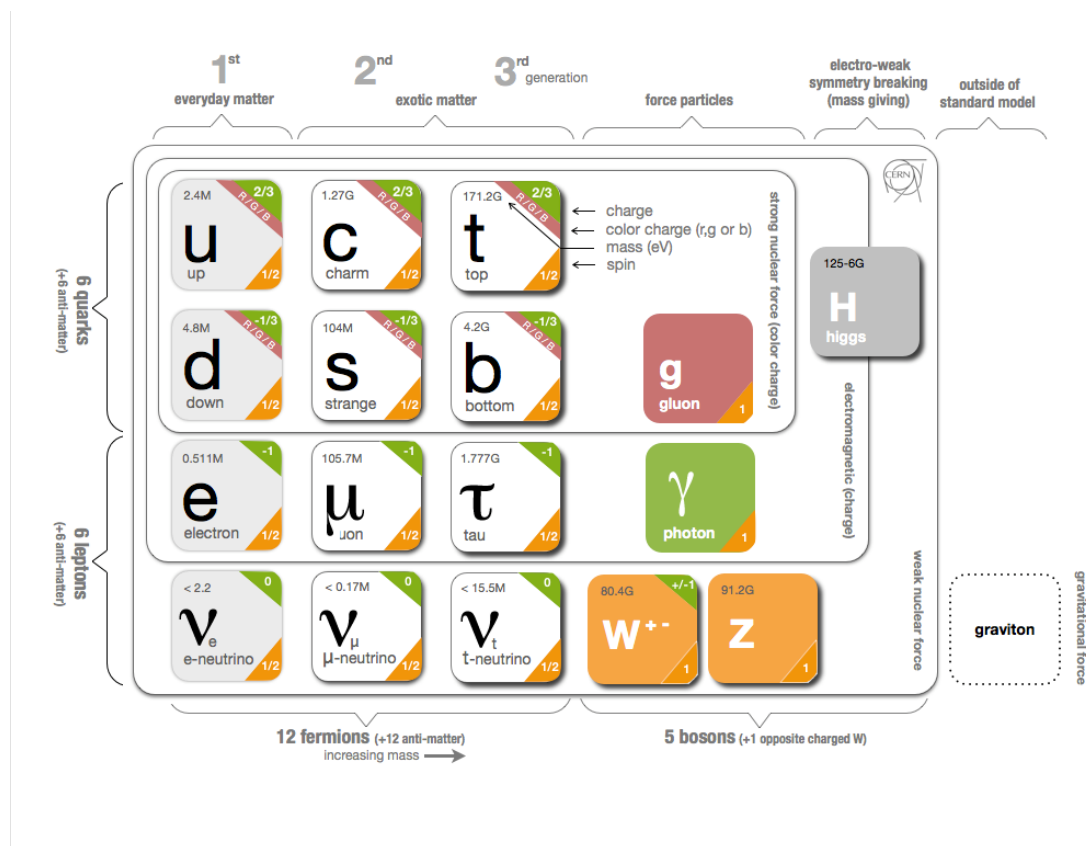 1st
2nd
3rd generation
everyday matter
exotic matter
force particles
electro-weak
symmetry breaking
(mass giving)
outside of
standard model
CERN
6 quarks
(+6 anti-matter)
2.4M
2/3
R/G/B
u
up
1/2
1.27G
2/3
R/G/B
c
charm
1/2
171.2G
2/3
R/G/B
t
top
1/2
charge
color charge (r,g or b)
mass (eV)
spin
strong nuclear force (color charge)
125-6G
H
higgs
4.8M
-1/3
R/G/B
d
down
1/2
104M
-1/3
R/G/B
s
strange
1/2
4.2G
-1/3
R/G/B
b
bottom
1/2
g
gluon
1
electromagnetic (charge)
6 leptons
(+6 anti-matter)
0.511M
-1
e
electron
1/2
105.7M
-1
μ
uon
1/2
1.777G
-1
τ
tau
1/2
γ
photon
1
weak nuclear force
< 2.2
0
νe
e-neutrino
1/2
< 0.17M
0
νμ
μ-neutrino
1/2
< 15.5M
0
νt
t-neutrino
1/2
80.4G
+/-1
W+-
1
91.2G
Z
1
graviton
gravitational force
12 fermions (+12 anti-matter)
increasing mass
5 bosons (+1 opposite charged W)